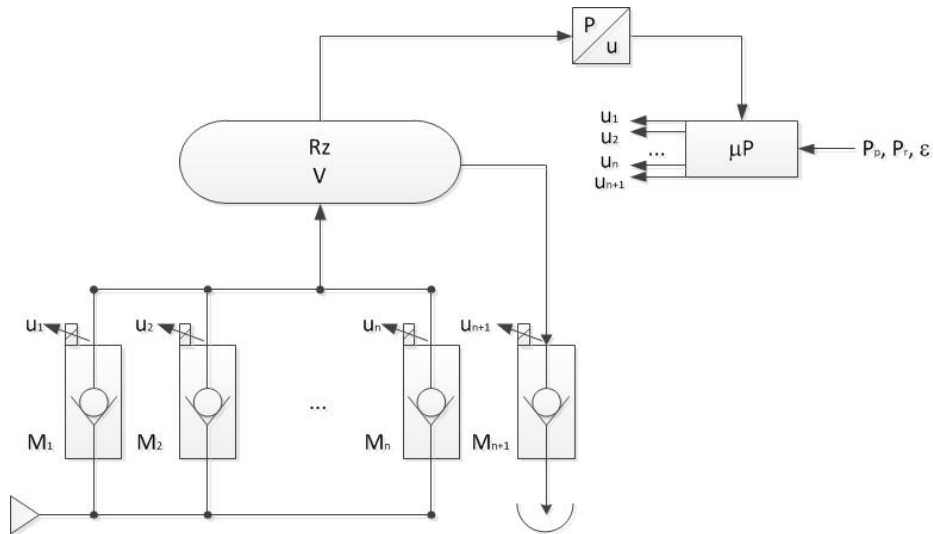 P
u
u₁
u₂
...
uₙ
uₙ₊₁
μP
Pₚ, Pᵣ, ε
Rz
V
u₁
u₂
uₙ
uₙ₊₁
...
M₁
M₂
Mₙ
Mₙ₊₁